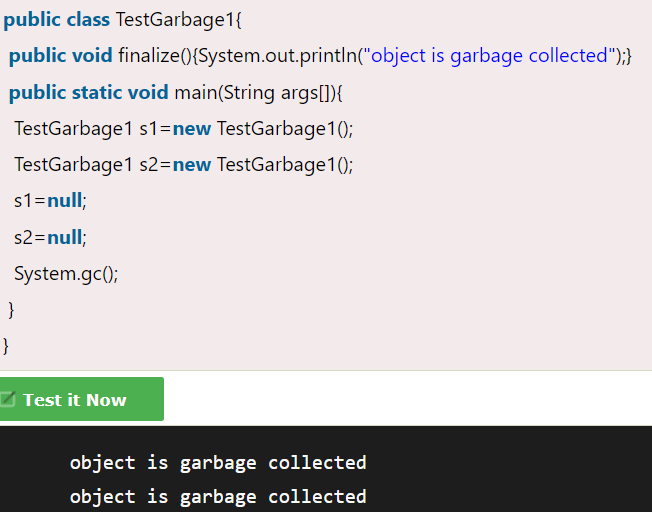 public class TestGarbage1{
public void finalize(){System.out.println("object is garbage collected");}
public static void main(String args[]){
TestGarbage1 s1=new TestGarbage1();
TestGarbage1 s2=new TestGarbage1();
s1=null;
s2=null;
System.gc();
}
}
Test it Now
object is garbage collected
object is garbage collected